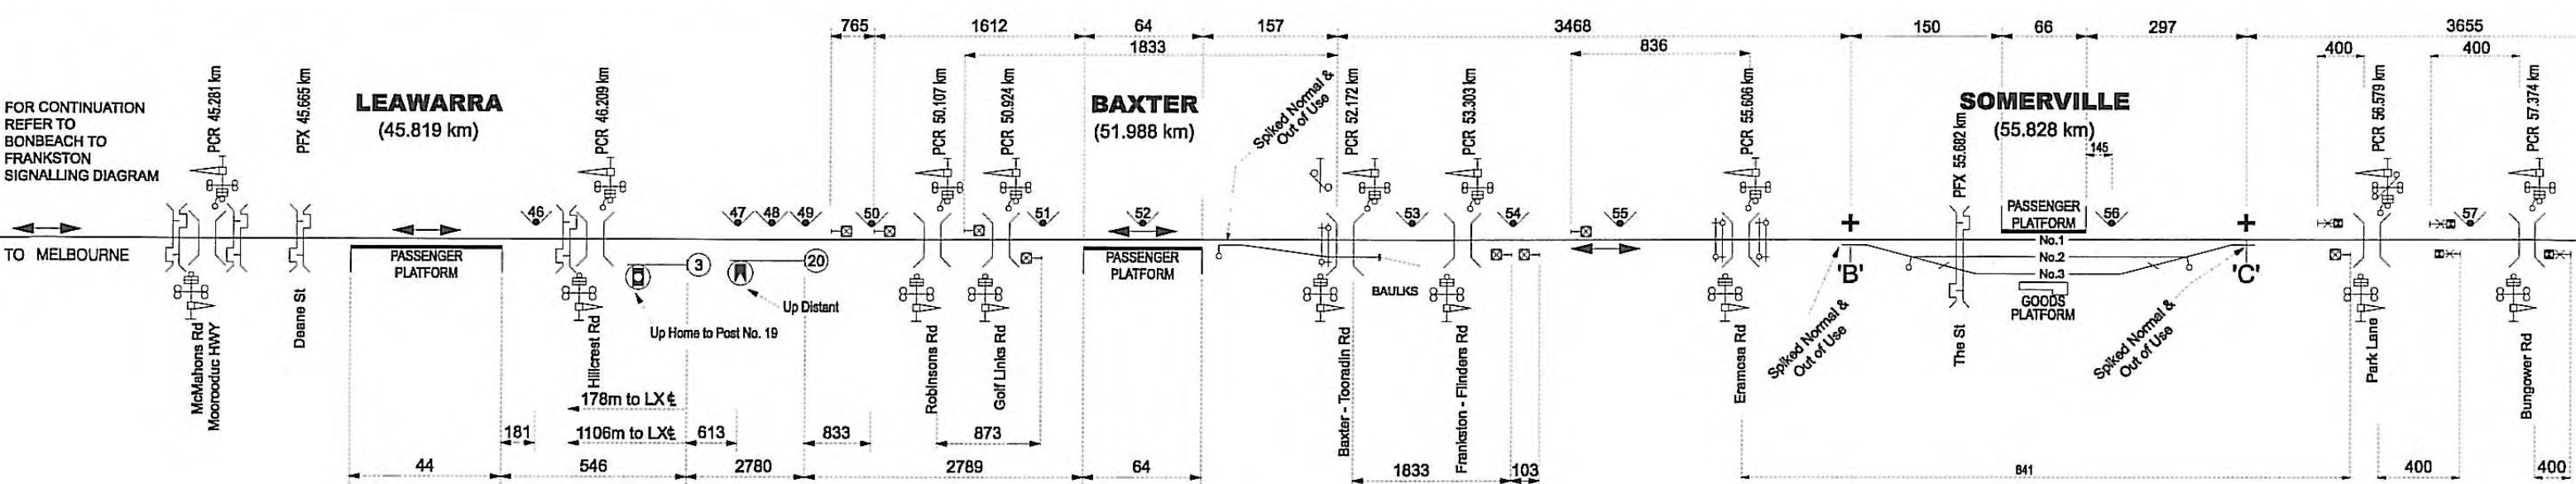 765
1612
64
157
3468
150
66
297
3655
1833
836
400
400
FOR CONTINUATION
REFER TO
BONBEACH TO
FRANKSTON
SIGNALLING DIAGRAM
PCR 45.281 km
PFX 45.665 km
LEAWARRA
(45.819 km)
PCR 46.209 km
PCR 50.107 km
PCR 50.924 km
BAXTER
(51.988 km)
Spiked Normal &
Out of Use
PCR 52.172 km
PCR 53.303 km
PCR 55.606 km
SOMERVILLE
(55.828 km)
PFX 55.682 km
145
PCR 56.579 km
PCR 57.374 km
46
47
48
49
50
51
52
53
54
55
56
57
TO MELBOURNE
PASSENGER
PLATFORM
3
20
Up Home to Post No. 19
Up Distant
PASSENGER
PLATFORM
BAULKS
PASSENGER
PLATFORM
No.1
No.2
No.3
GOODS
PLATFORM
'B'
'C'
Spiked Normal &
Out of Use
Spiked Normal &
Out of Use
McMahons Rd
Moorooduc HWY
Deane St
Hillcrest Rd
Robinsons Rd
Golf Links Rd
Baxter - Tooradin Rd
Frankston - Flinders Rd
Eramosa Rd
The St
Park Lane
Bungower Rd
178m to LX℄
1106m to LX℄
181
613
833
873
44
546
2780
2789
64
1833
103
841
400
400